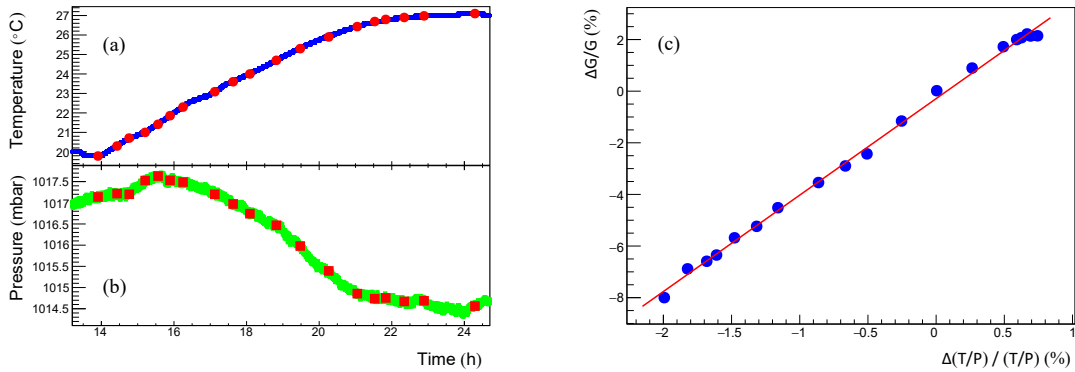 (a)
Temperature (°C)
27
26
25
24
23
22
21
20
(b)
Pressure (mbar)
1017.5
1017
1016.5
1016
1015.5
1015
1014.5
14 16 18 20 22 24
Time (h)
(c)
ΔG/G (%)
2
0
−2
−4
−6
−8
−2 −1.5 −1 −0.5 0 0.5 1
Δ(T/P) / (T/P) (%)